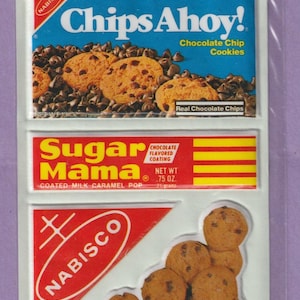 NABISCO
Chips Ahoy!
Chocolate Chip
Cookies
Real Chocolate Chips
Sugar
Mama®
CHOCOLATE
FLAVORED
COATING
NET WT
.75 OZ.
COATED MILK CARAMEL POP
NABISCO